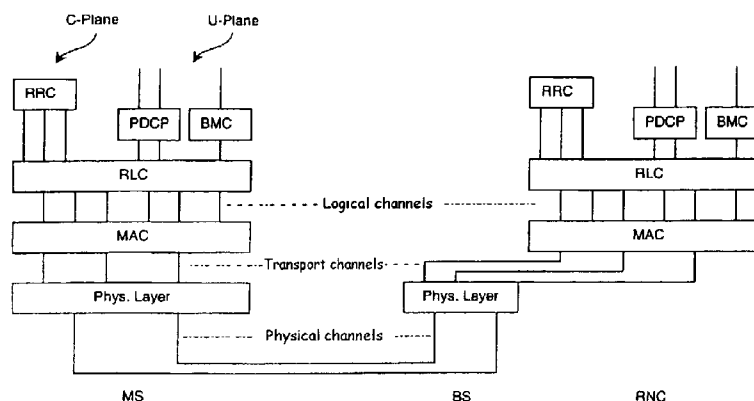 C-Plane
U-Plane
RRC
PDCP
BMC
RRC
PDCP
BMC
RLC
RLC
Logical channels
MAC
MAC
Transport channels
Phys. Layer
Phys. Layer
Physical channels
MS
BS
RNC